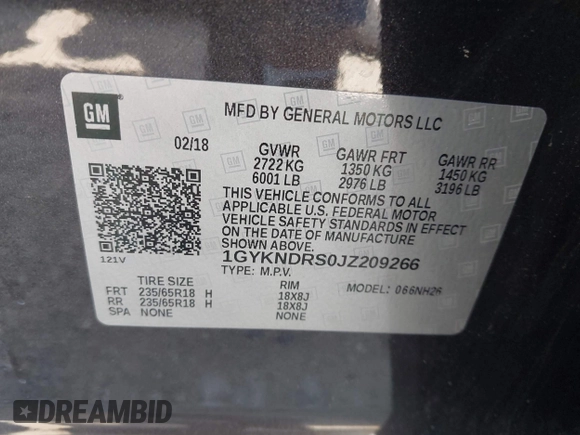 GM
MFD BY GENERAL MOTORS LLC
02/18
GVWR GAWR FRT GAWR RR
2722 KG 1350 KG 1450 KG
6001 LB 2976 LB 3196 LB
THIS VEHICLE CONFORMS TO ALL
APPLICABLE U.S. FEDERAL MOTOR
VEHICLE SAFETY STANDARDS IN EFFECT
ON THE DATE OF MANUFACTURE
SHOWN ABOVE.
1GYKNDRS0JZ209266
TYPE: M.P.V.
121V
TIRE SIZE RIM MODEL: 066NH26
FRT 235/65R18 H 18X8J
RR 235/65R18 H 18X8J
SPA NONE NONE
DREAMBID